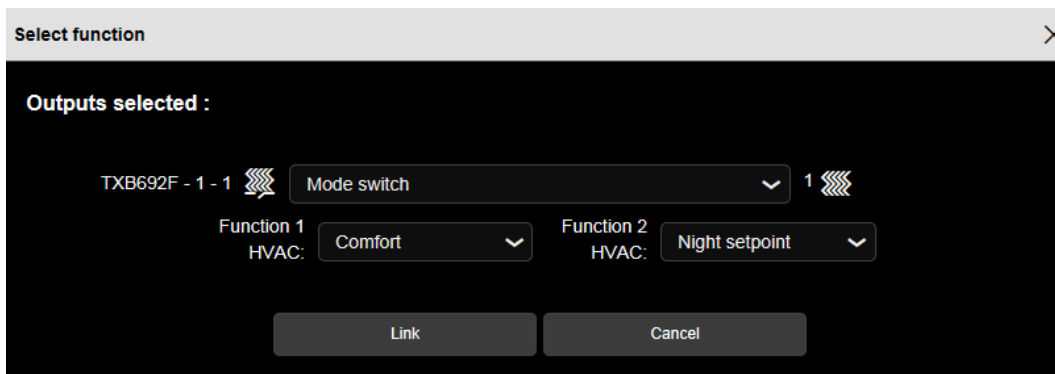 Select function
Outputs selected :
TXB692F - 1 - 1 Mode switch 1
Function 1 HVAC: Comfort Function 2 HVAC: Night setpoint
Link Cancel